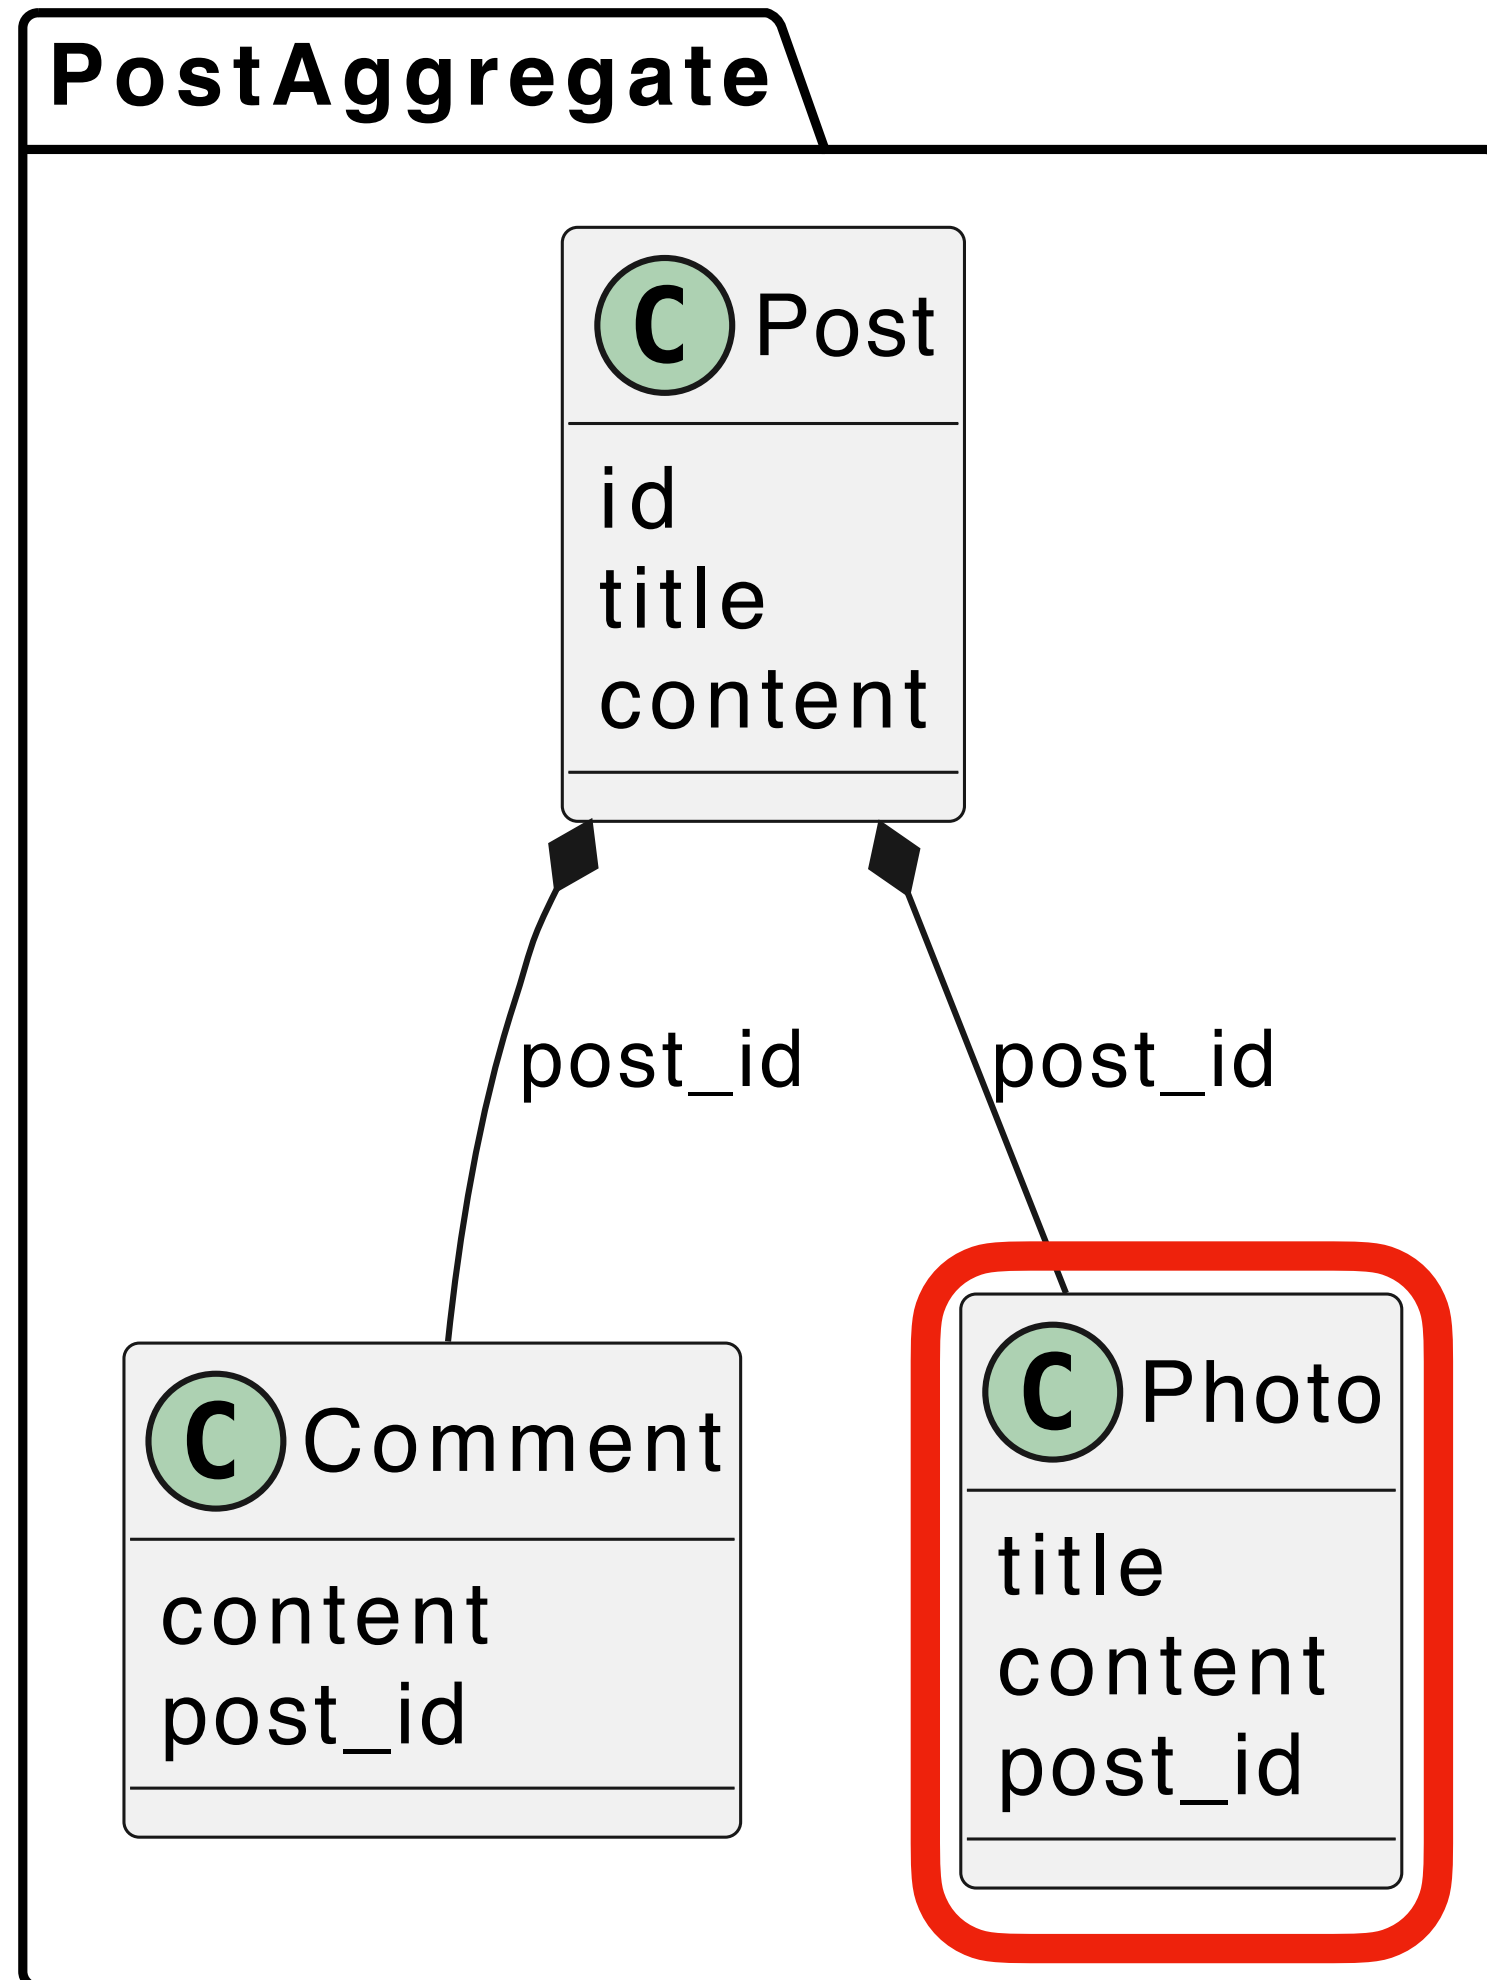 PostAggregate
C Post
id
title
content
post_id
post_id
C Comment
content
post_id
C Photo
title
content
post_id